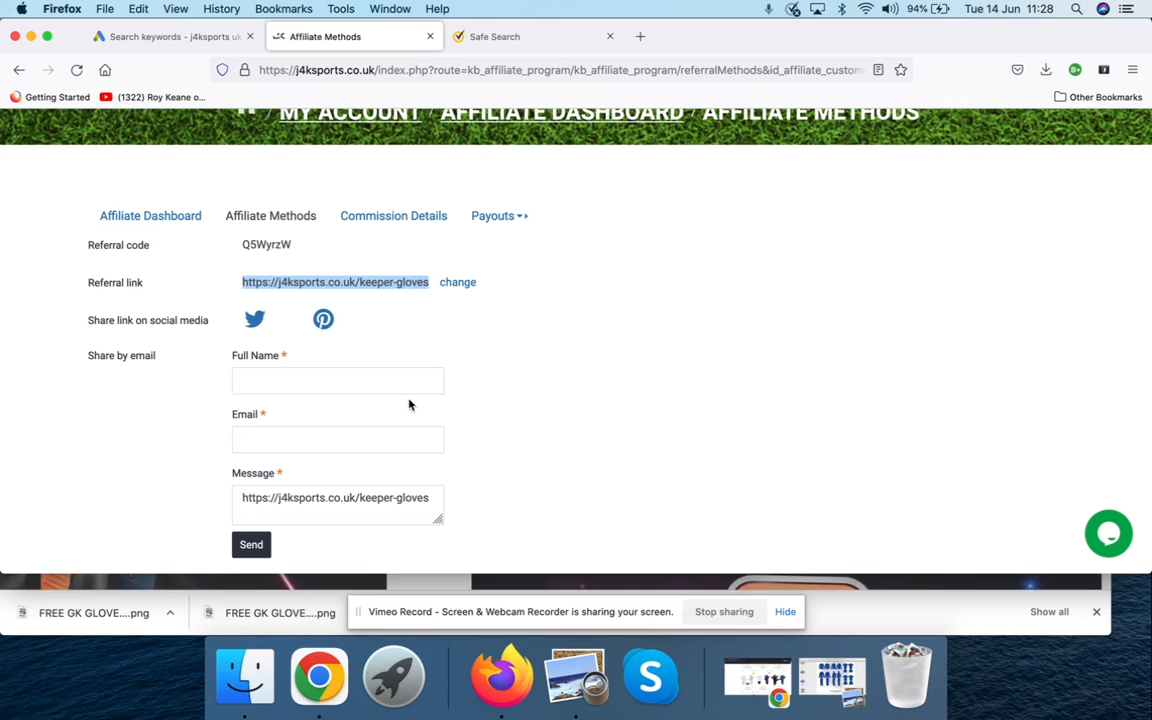 Firefox File Edit View History Bookmarks Tools Window Help 94% Tue 14 Jun 11:28
Search keywords - j4ksports uk Affiliate Methods Safe Search
https://j4ksports.co.uk/index.php?route=kb_affiliate_program/kb_affiliate_program/referralMethods&id_affiliate_custom
Getting Started (1322) Roy Keane o... Other Bookmarks
/ MY ACCOUNT / AFFILIATE DASHBOARD / AFFILIATE METHODS
Affiliate Dashboard Affiliate Methods Commission Details Payouts
Referral code Q5WyrzW
Referral link https://j4ksports.co.uk/keeper-gloves change
Share link on social media
Share by email Full Name *
Email *
Message *
https://j4ksports.co.uk/keeper-gloves
Send
FREE GK GLOVE....png FREE GK GLOVE....png Vimeo Record - Screen & Webcam Recorder is sharing your screen. Stop sharing Hide Show all